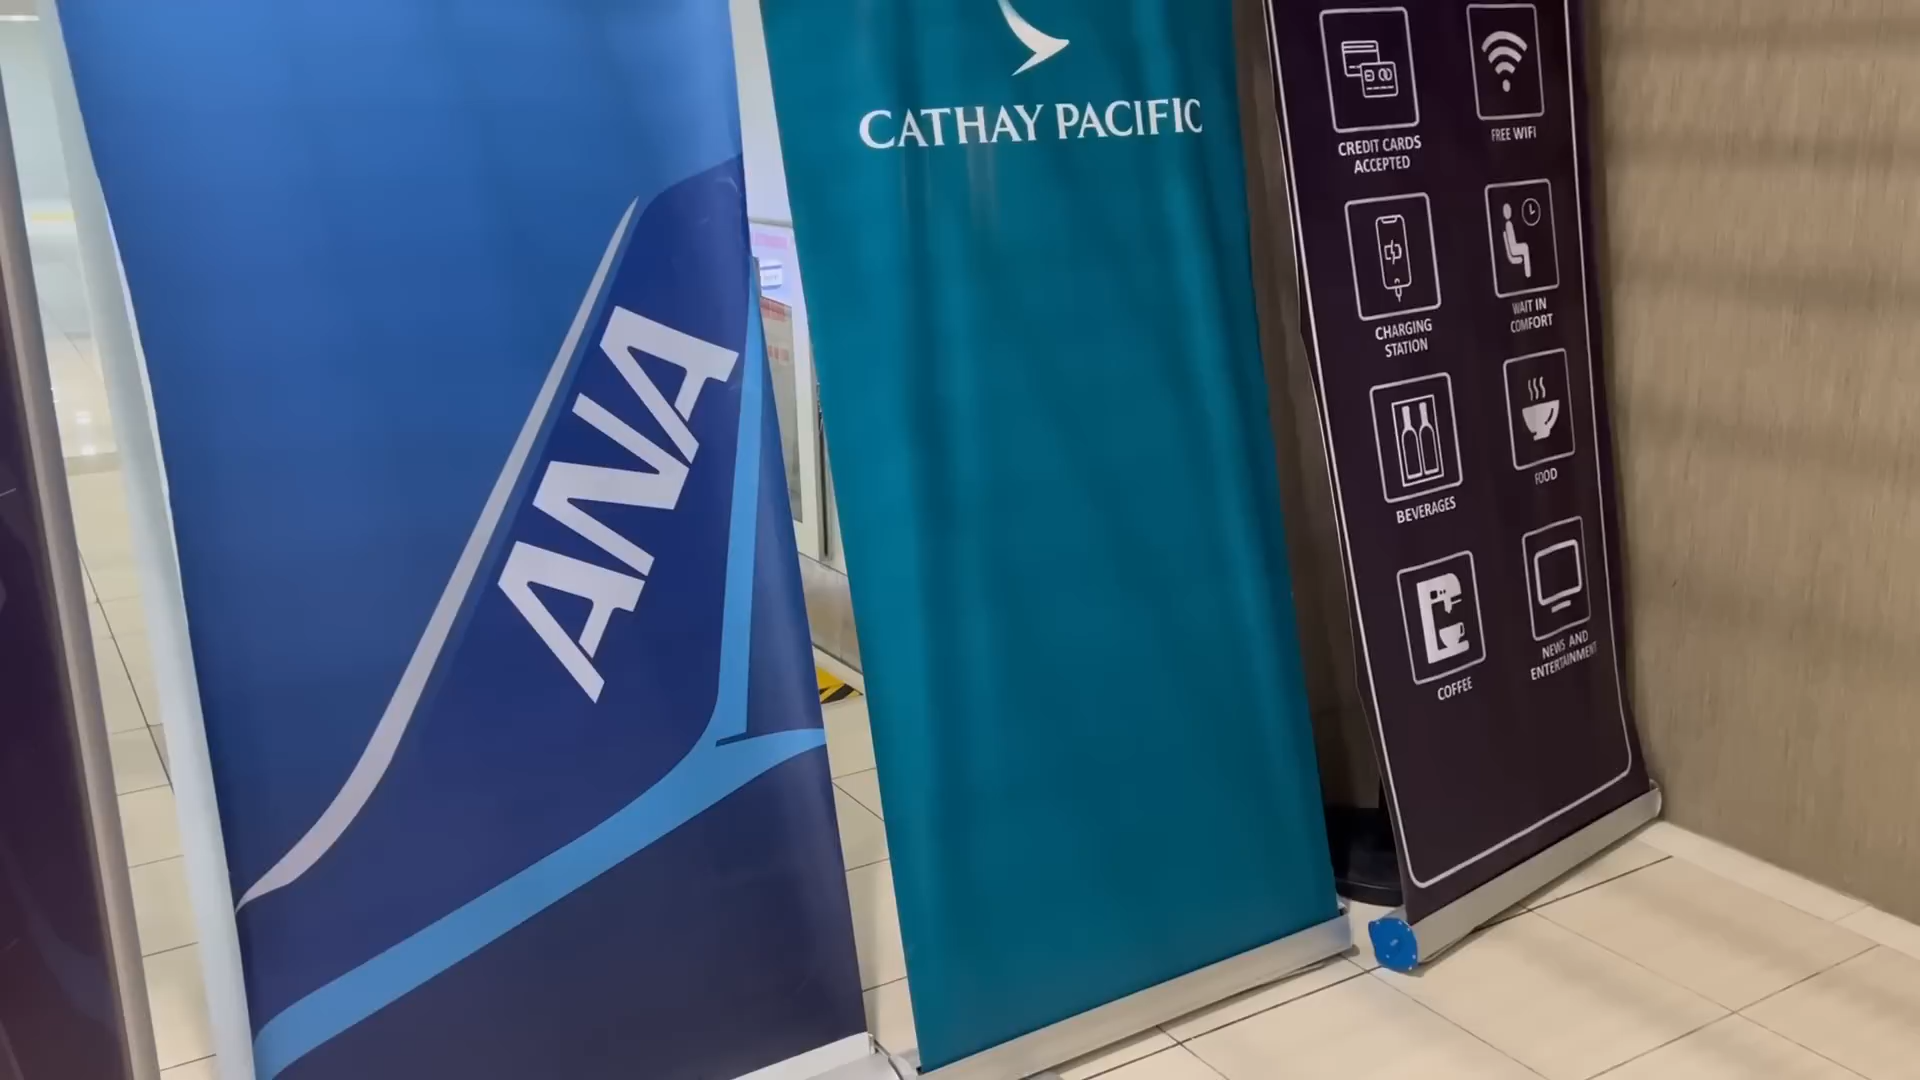 ANA
CATHAY PACIFIC
CREDIT CARDS
ACCEPTED
FREE WIFI
CHARGING
STATION
WAIT IN
COMFORT
BEVERAGES
FOOD
COFFEE
NEWS AND
ENTERTAINMENT